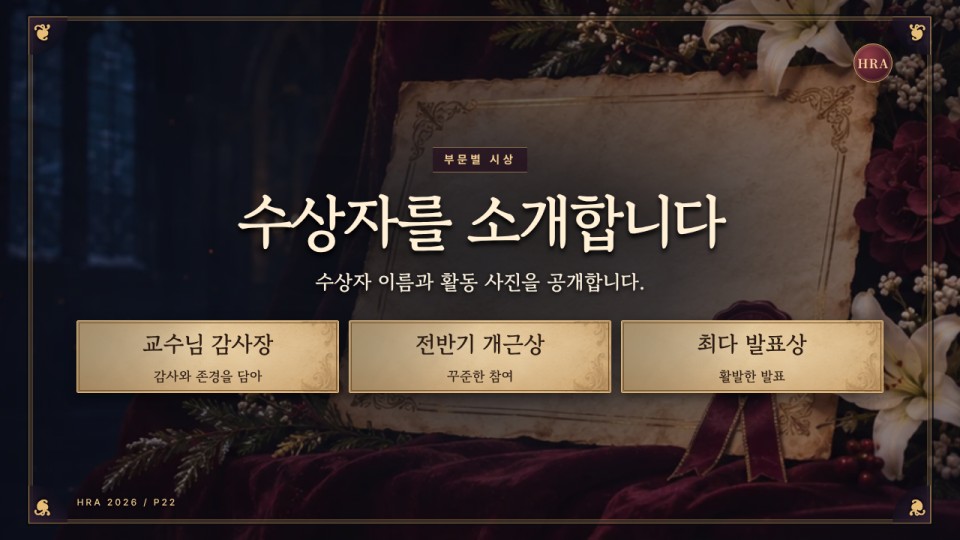 HRA
부문별 시상
수상자를 소개합니다
수상자 이름과 활동 사진을 공개합니다.
교수님 감사장
감사와 존경을 담아
전반기 개근상
꾸준한 참여
최다 발표상
활발한 발표
HRA 2026 / P22